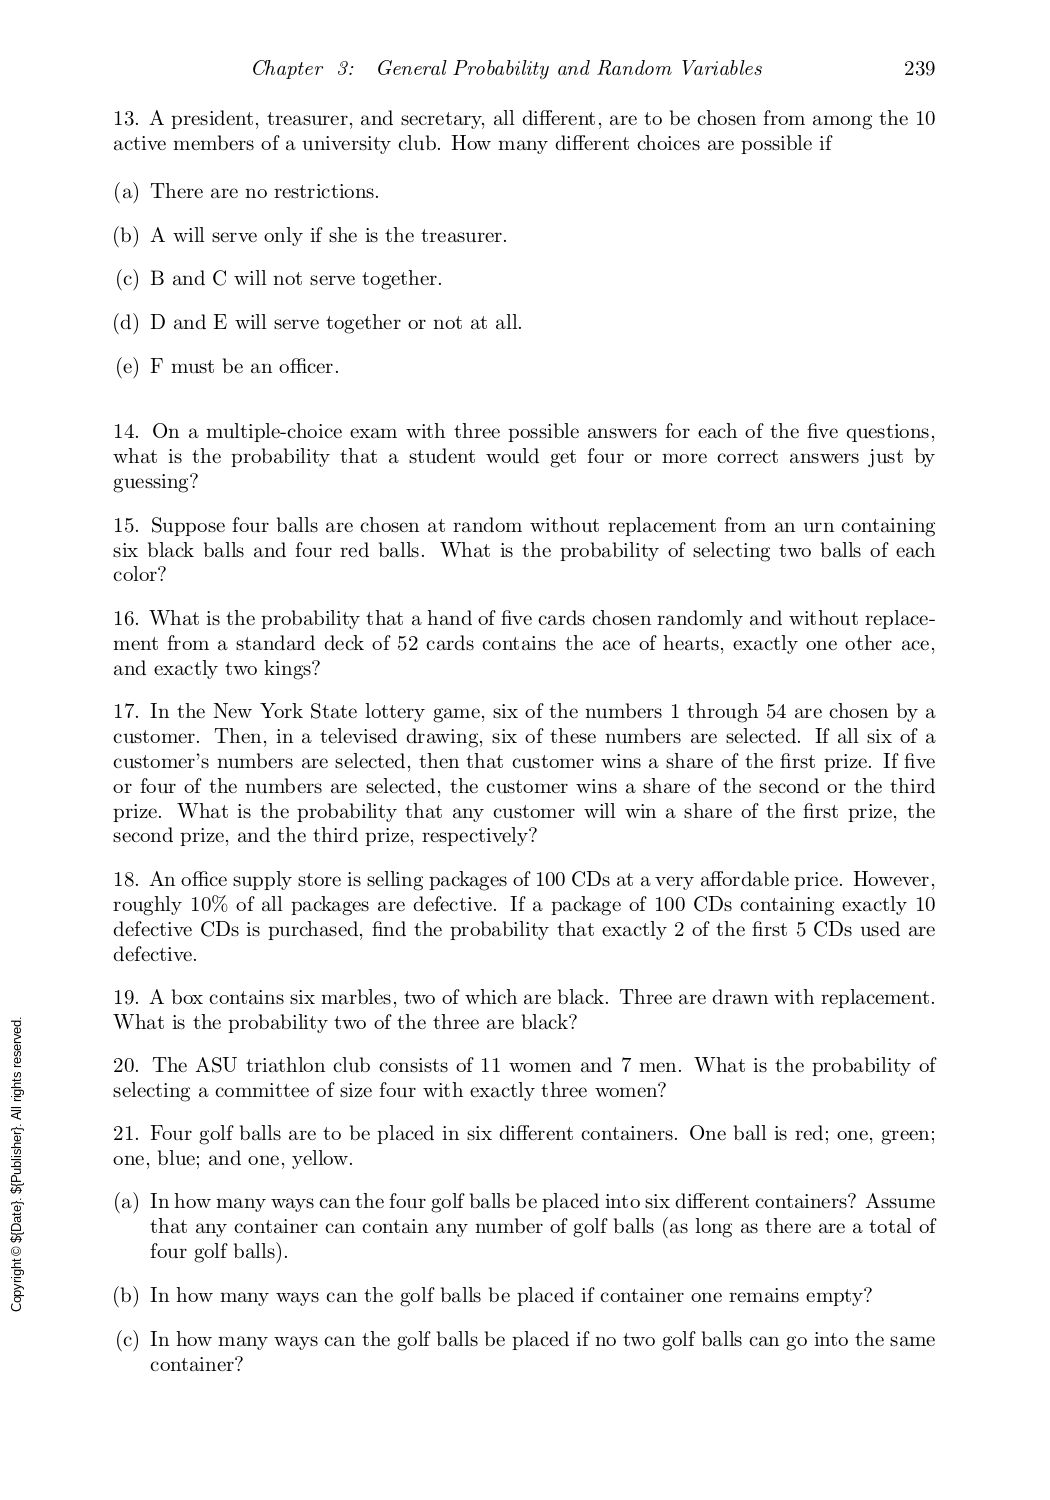 Chapter 3: General Probability and Random Variables 239
13. A president, treasurer, and secretary, all different, are to be chosen from among the 10
active members of a university club. How many different choices are possible if
(a) There are no restrictions.
(b) A will serve only if she is the treasurer.
(c) B and C will not serve together.
(d) D and E will serve together or not at all.
(e) F must be an officer.
14. On a multiple-choice exam with three possible answers for each of the five questions,
what is the probability that a student would get four or more correct answers just by
guessing?
15. Suppose four balls are chosen at random without replacement from an urn containing
six black balls and four red balls. What is the probability of selecting two balls of each
color?
16. What is the probability that a hand of five cards chosen randomly and without replace-
ment from a standard deck of 52 cards contains the ace of hearts, exactly one other ace,
and exactly two kings?
17. In the New York State lottery game, six of the numbers 1 through 54 are chosen by a
customer. Then, in a televised drawing, six of these numbers are selected. If all six of a
customer's numbers are selected, then that customer wins a share of the first prize. If five
or four of the numbers are selected, the customer wins a share of the second or the third
prize. What is the probability that any customer will win a share of the first prize, the
second prize, and the third prize, respectively?
18. An office supply store is selling packages of 100 CDs at a very affordable price. However,
roughly 10% of all packages are defective. If a package of 100 CDs containing exactly 10
defective CDs is purchased, find the probability that exactly 2 of the first 5 CDs used are
defective.
19. A box contains six marbles, two of which are black. Three are drawn with replacement.
What is the probability two of the three are black?
20. The ASU triathlon club consists of 11 women and 7 men. What is the probability of
selecting a committee of size four with exactly three women?
21. Four golf balls are to be placed in six different containers. One ball is red; one, green;
one, blue; and one, yellow.
(a) In how many ways can the four golf balls be placed into six different containers? Assume
that any container can contain any number of golf balls (as long as there are a total of
four golf balls).
(b) In how many ways can the golf balls be placed if container one remains empty?
(c) In how many ways can the golf balls be placed if no two golf balls can go into the same
container?
Copyright © ${Date}. ${Publisher}. All rights reserved.